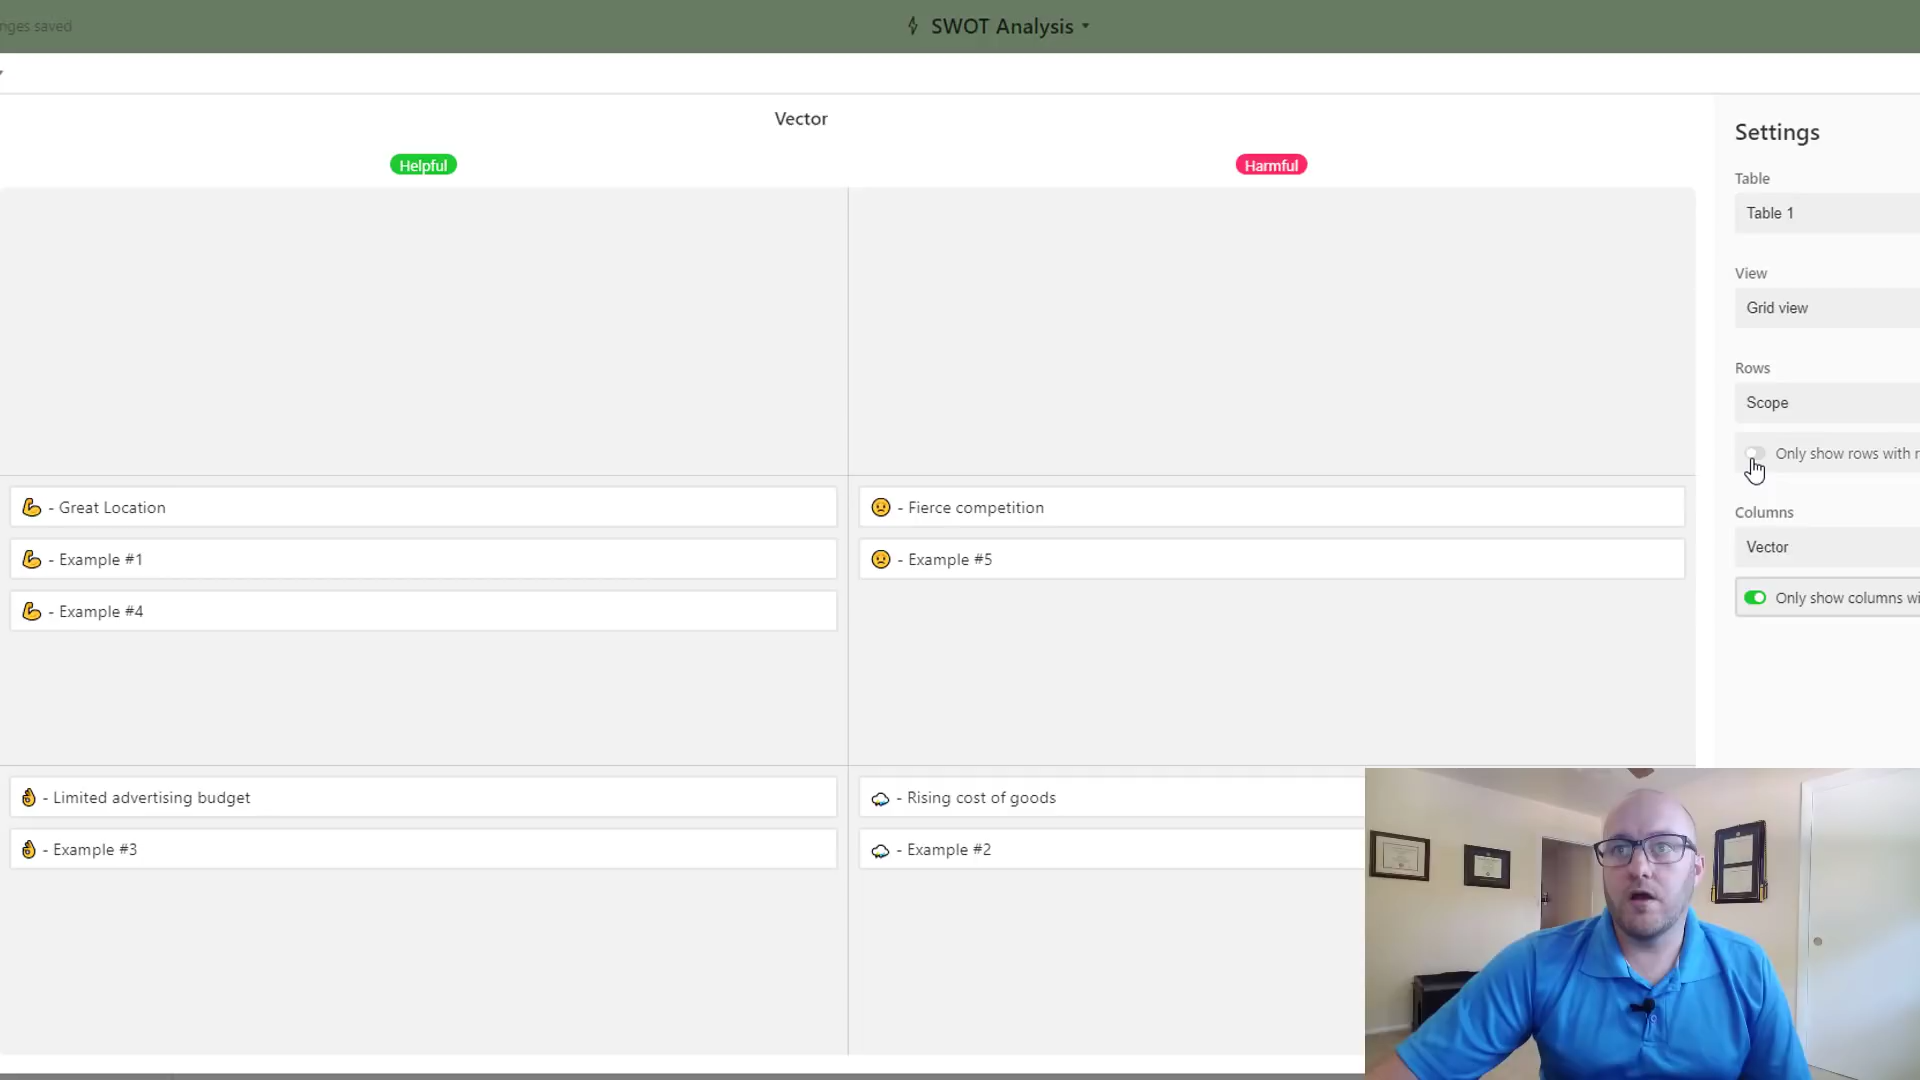 nges saved
SWOT Analysis
Vector
Helpful
Harmful
Settings
Table
Table 1
View
Grid view
Rows
Scope
Only show rows with r
Columns
Vector
Only show columns wi
- Great Location
- Fierce competition
- Example #1
- Example #5
- Example #4
- Limited advertising budget
- Rising cost of goods
- Example #3
- Example #2